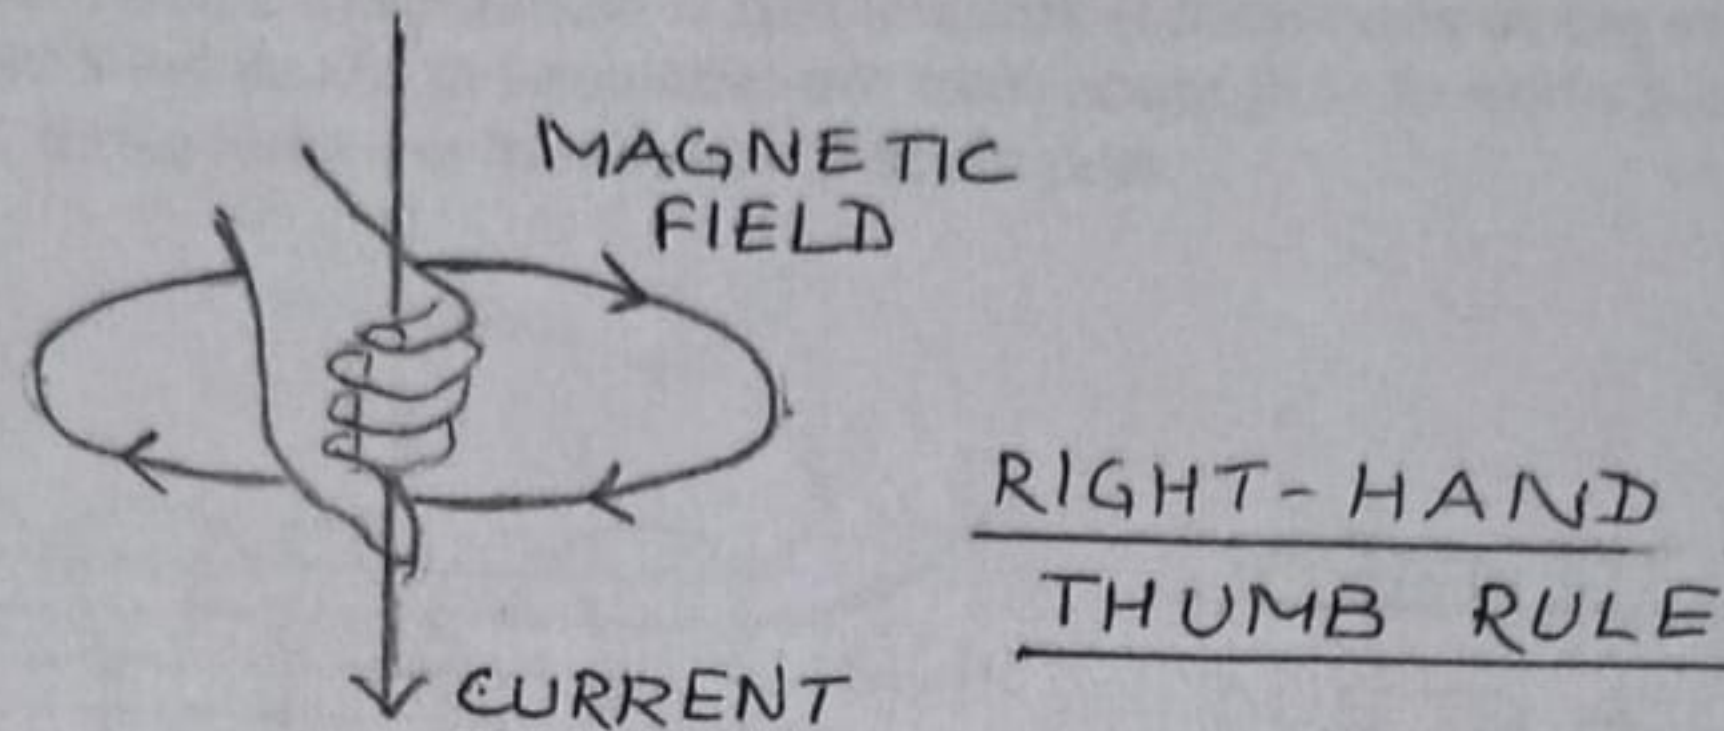 MAGNETIC
FIELD
RIGHT-HAND
THUMB RULE
CURRENT